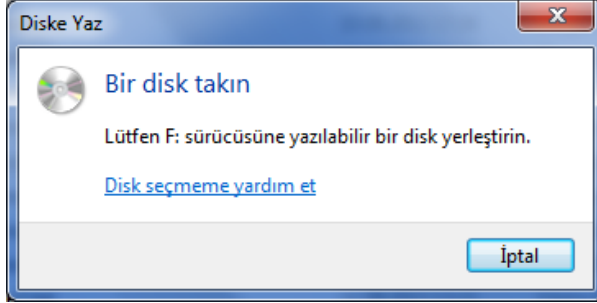 Diske Yaz
Bir disk takın
Lütfen F: sürücüsüne yazılabilir bir disk yerleştirin.
Disk seçmeme yardım et
İptal